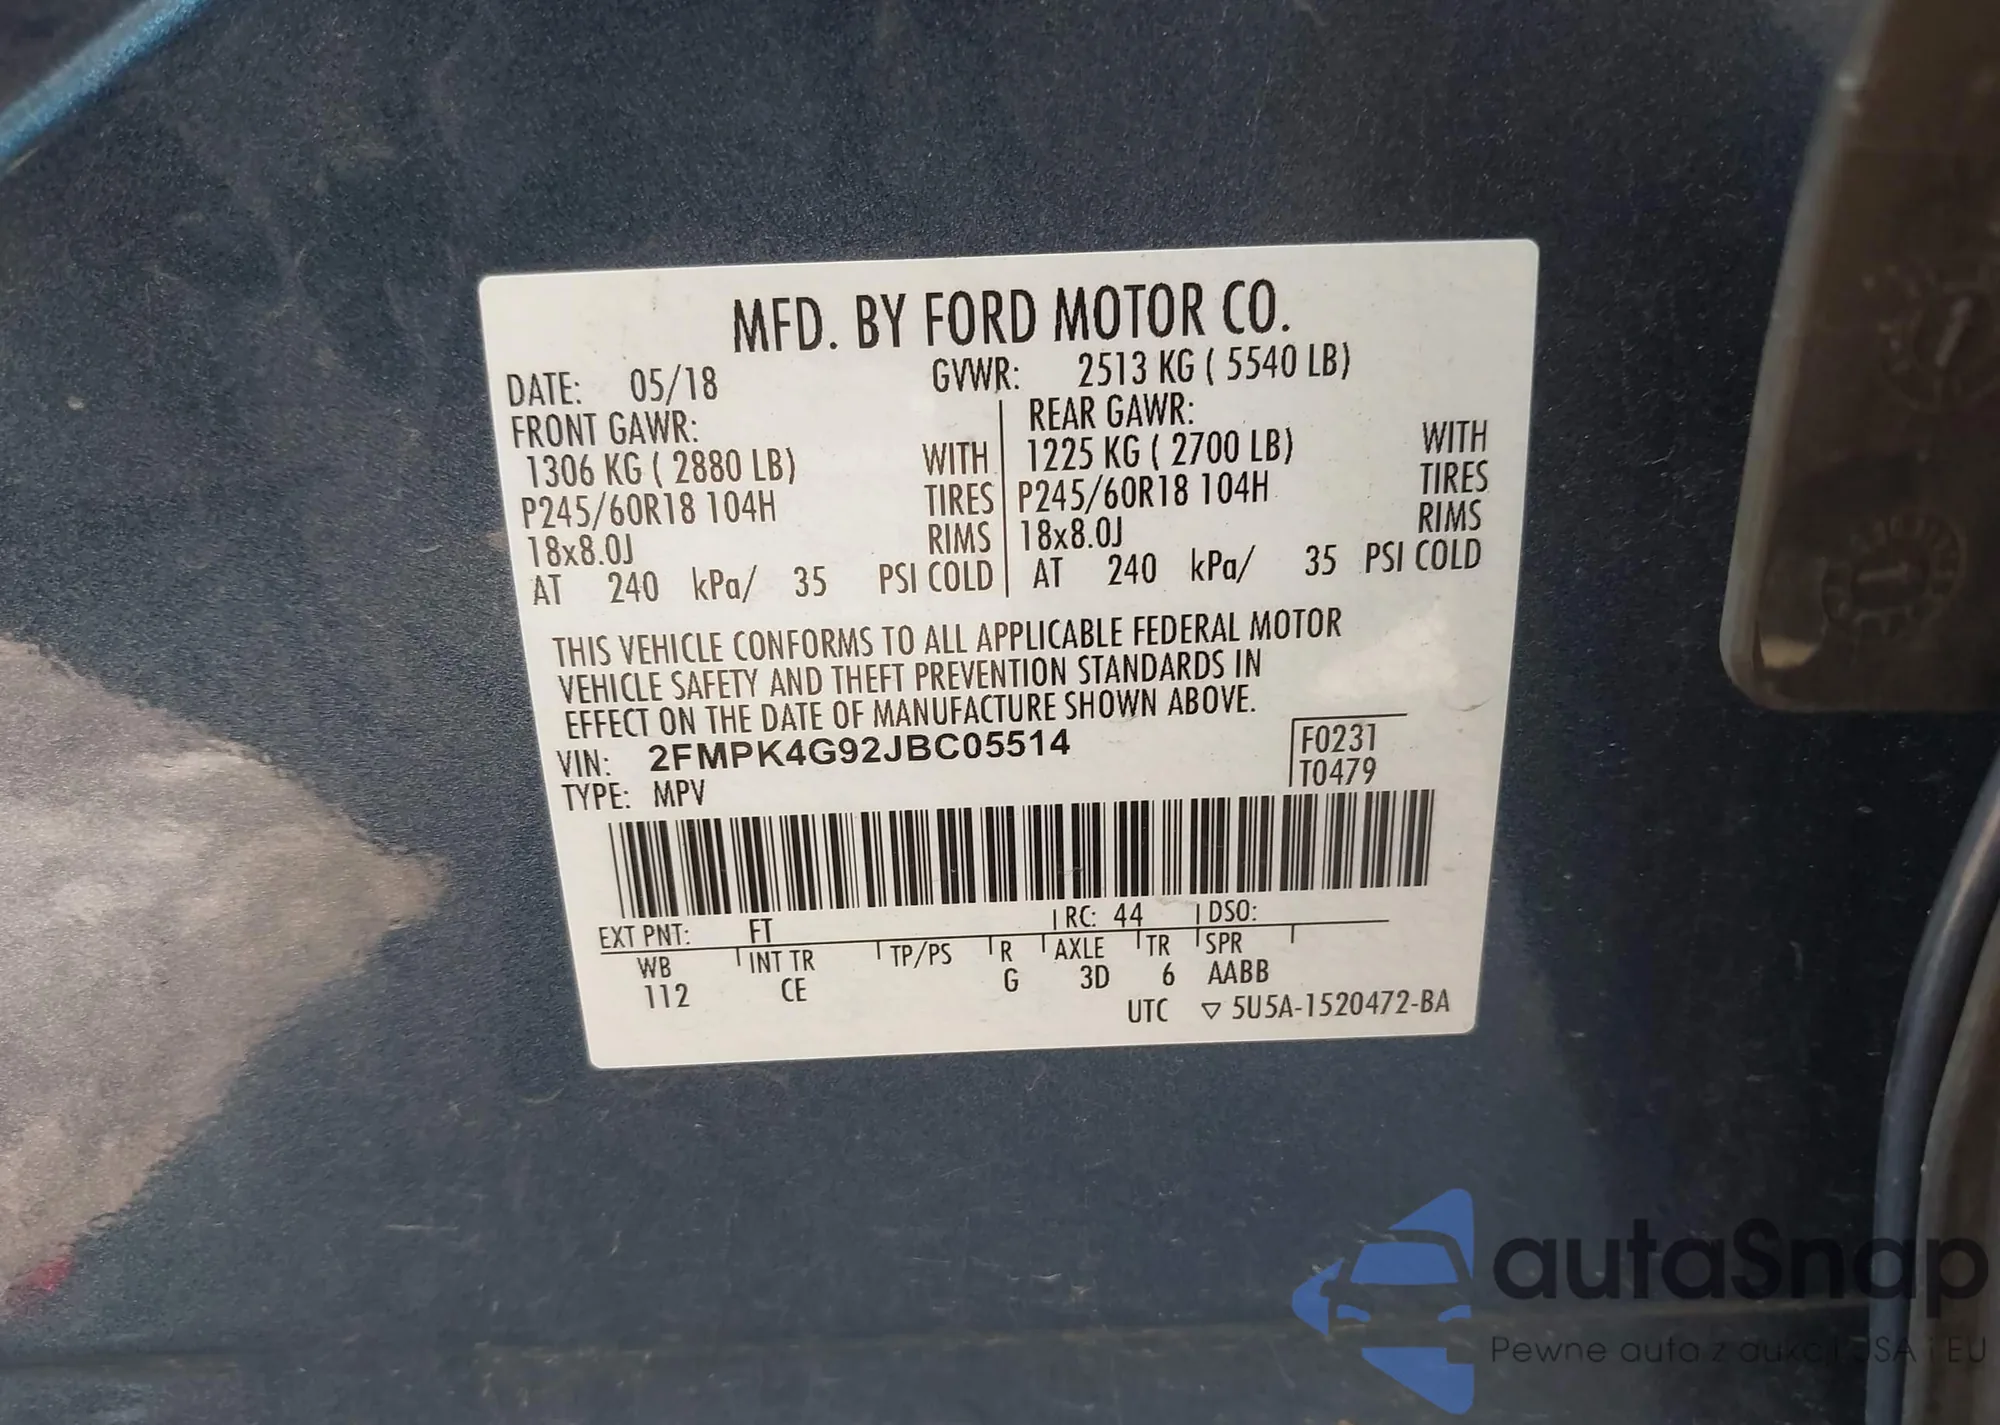 MFD. BY FORD MOTOR CO.
DATE: 05/18 GVWR: 2513 KG ( 5540 LB)
FRONT GAWR: REAR GAWR:
1306 KG ( 2880 LB) WITH 1225 KG ( 2700 LB) WITH
P245/60R18 104H TIRES P245/60R18 104H TIRES
18x8.0J RIMS 18x8.0J RIMS
AT 240 kPa/ 35 PSI COLD AT 240 kPa/ 35 PSI COLD
THIS VEHICLE CONFORMS TO ALL APPLICABLE FEDERAL MOTOR
VEHICLE SAFETY AND THEFT PREVENTION STANDARDS IN
EFFECT ON THE DATE OF MANUFACTURE SHOWN ABOVE.
VIN: 2FMPK4G92JBC05514 F0231
TYPE: MPV T0479
EXT PNT: FT RC: 44 DSO:
WB INT TR TP/PS R AXLE TR SPR
112 CE G 3D 6 AABB
UTC ▽ 5U5A-1520472-BA
autaSnap
Pewne auta z aukcji USA i EU